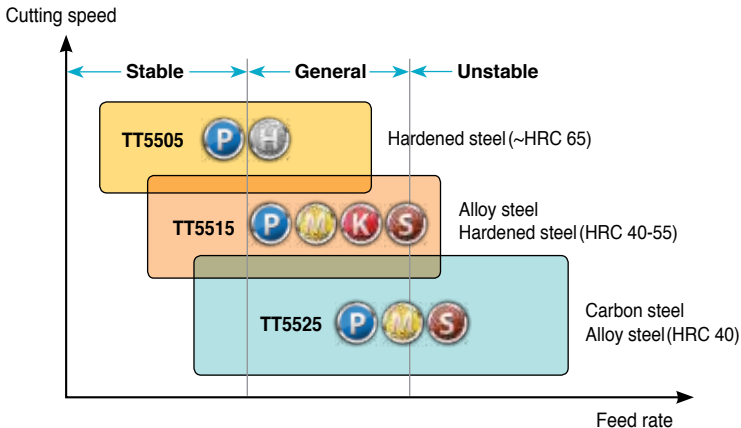 Cutting speed
Stable General Unstable
TT5505 P H Hardened steel (~HRC 65)
TT5515 P M K S Alloy steel
Hardened steel (HRC 40-55)
TT5525 P M S Carbon steel
Alloy steel (HRC 40)
Feed rate